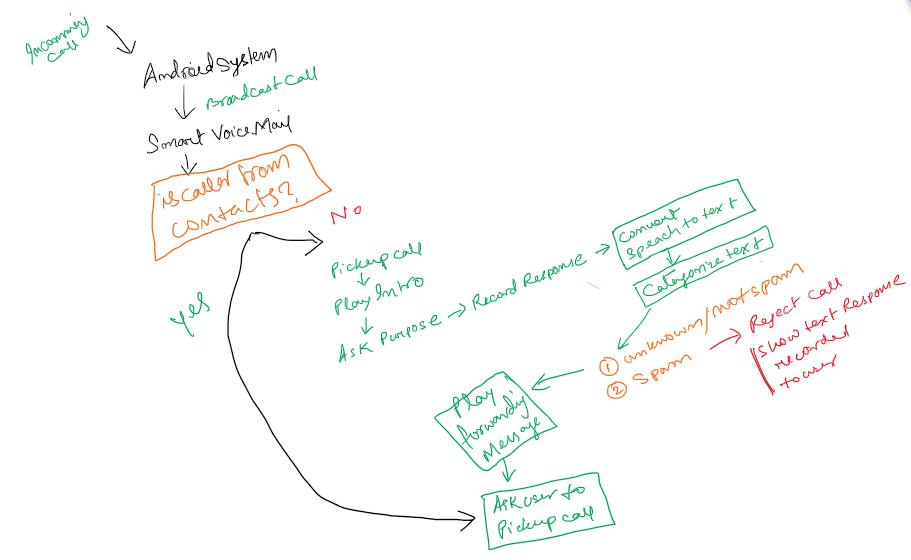 Incoming
call
Android System
Broadcast Call
Smart Voice Mail
is caller from
contacts?
No
yes
Pickup call
Play Intro
Ask Purpose
Record Response
Convert
Speach to text
Categorize text
① unknown/not spam
② Spam
Reject Call
Show text Response
recorded
to user
Play
forwarding
Message
Ask user to
Pickup call